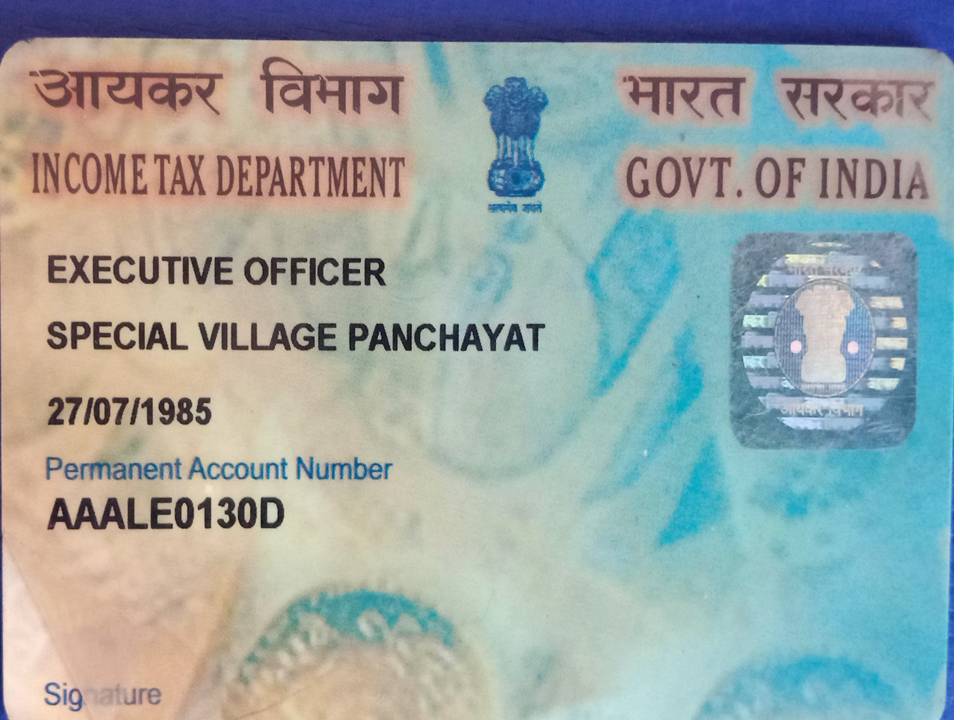 आयकर विभाग
INCOME TAX DEPARTMENT
सत्यमेव जयते
भारत सरकार
GOVT. OF INDIA
EXECUTIVE OFFICER
SPECIAL VILLAGE PANCHAYAT
27/07/1985
Permanent Account Number
AAALE0130D
आयकर विभाग
Signature